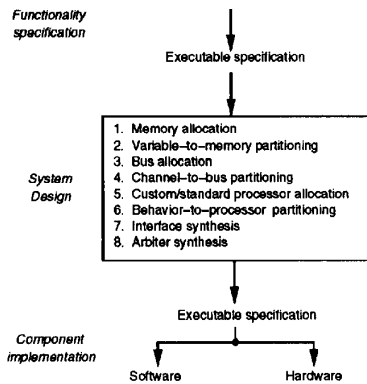 Functionality
specification
Executable specification
System
Design
1. Memory allocation
2. Variable–to–memory partitioning
3. Bus allocation
4. Channel–to–bus partitioning
5. Custom/standard processor allocation
6. Behavior–to–processor partitioning
7. Interface synthesis
8. Arbiter synthesis
Executable specification
Component
implementation
Software Hardware